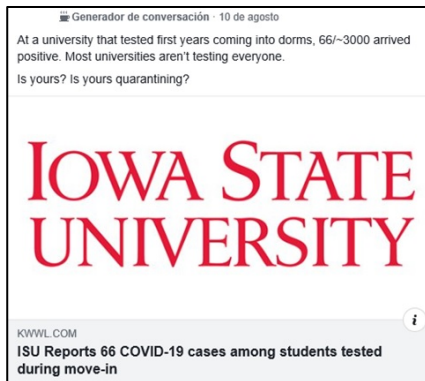 Generador de conversación · 10 de agosto
At a university that tested first years coming into dorms, 66/~3000 arrived
positive. Most universities aren't testing everyone.
Is yours? Is yours quarantining?
IOWA STATE
UNIVERSITY
i
KWWL.COM
ISU Reports 66 COVID-19 cases among students tested
during move-in